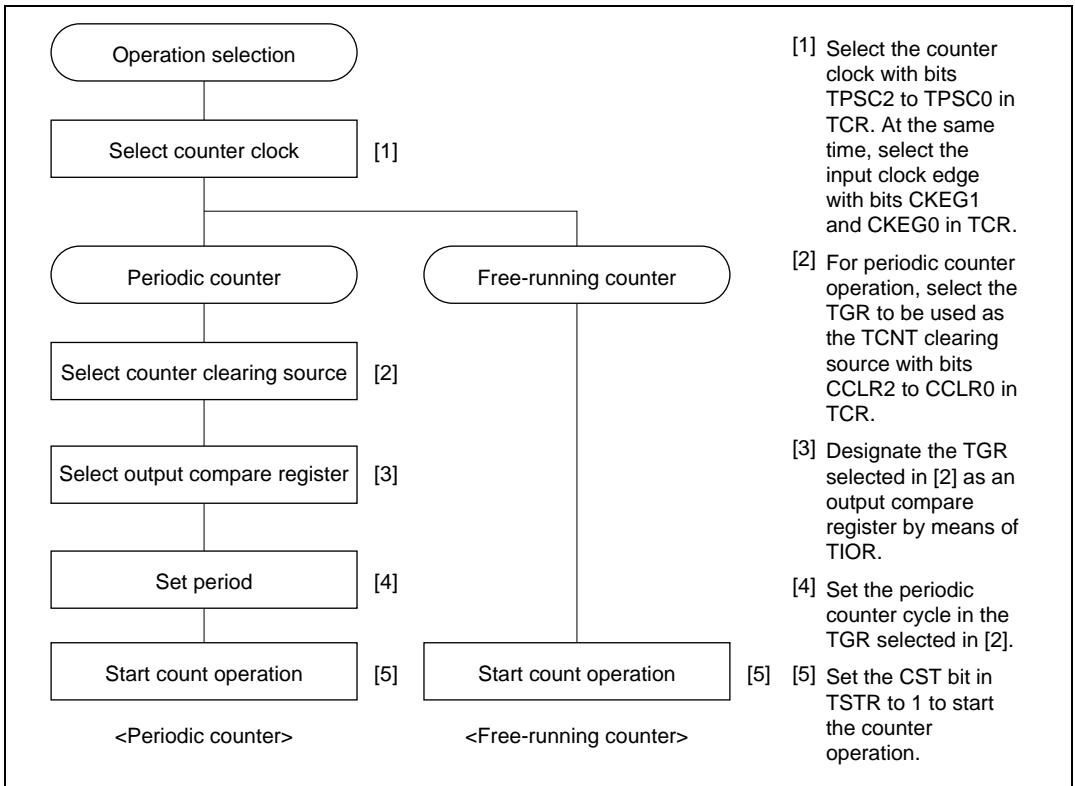 Operation selection
Select counter clock [1]
Periodic counter
Free-running counter
Select counter clearing source [2]
Select output compare register [3]
Set period [4]
Start count operation [5]
Start count operation [5]
<Periodic counter>
<Free-running counter>
[1] Select the counter
clock with bits
TPSC2 to TPSC0 in
TCR. At the same
time, select the
input clock edge
with bits CKEG1
and CKEG0 in TCR.
[2] For periodic counter
operation, select the
TGR to be used as
the TCNT clearing
source with bits
CCLR2 to CCLR0 in
TCR.
[3] Designate the TGR
selected in [2] as an
output compare
register by means of
TIOR.
[4] Set the periodic
counter cycle in the
TGR selected in [2].
[5] Set the CST bit in
TSTR to 1 to start
the counter
operation.